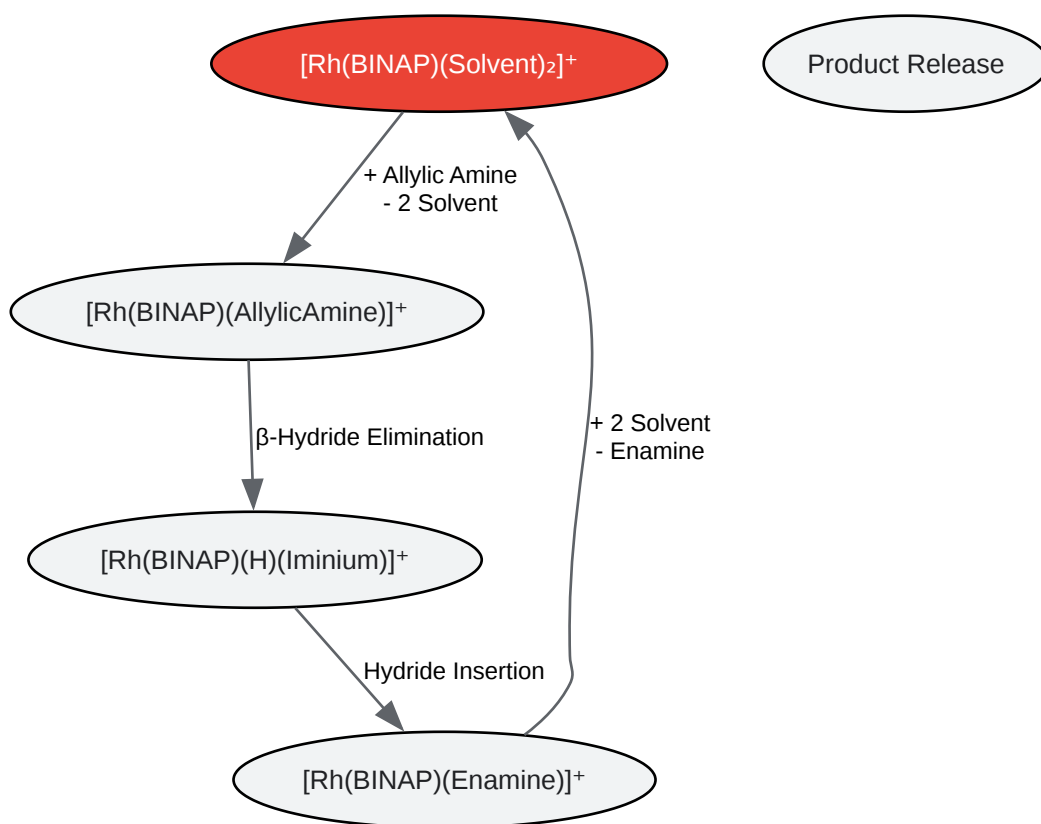 [Rh(BINAP)(Solvent)₂]⁺
Product Release
+ Allylic Amine
- 2 Solvent
[Rh(BINAP)(AllylicAmine)]⁺
β-Hydride Elimination
+ 2 Solvent
- Enamine
[Rh(BINAP)(H)(Iminium)]⁺
Hydride Insertion
[Rh(BINAP)(Enamine)]⁺